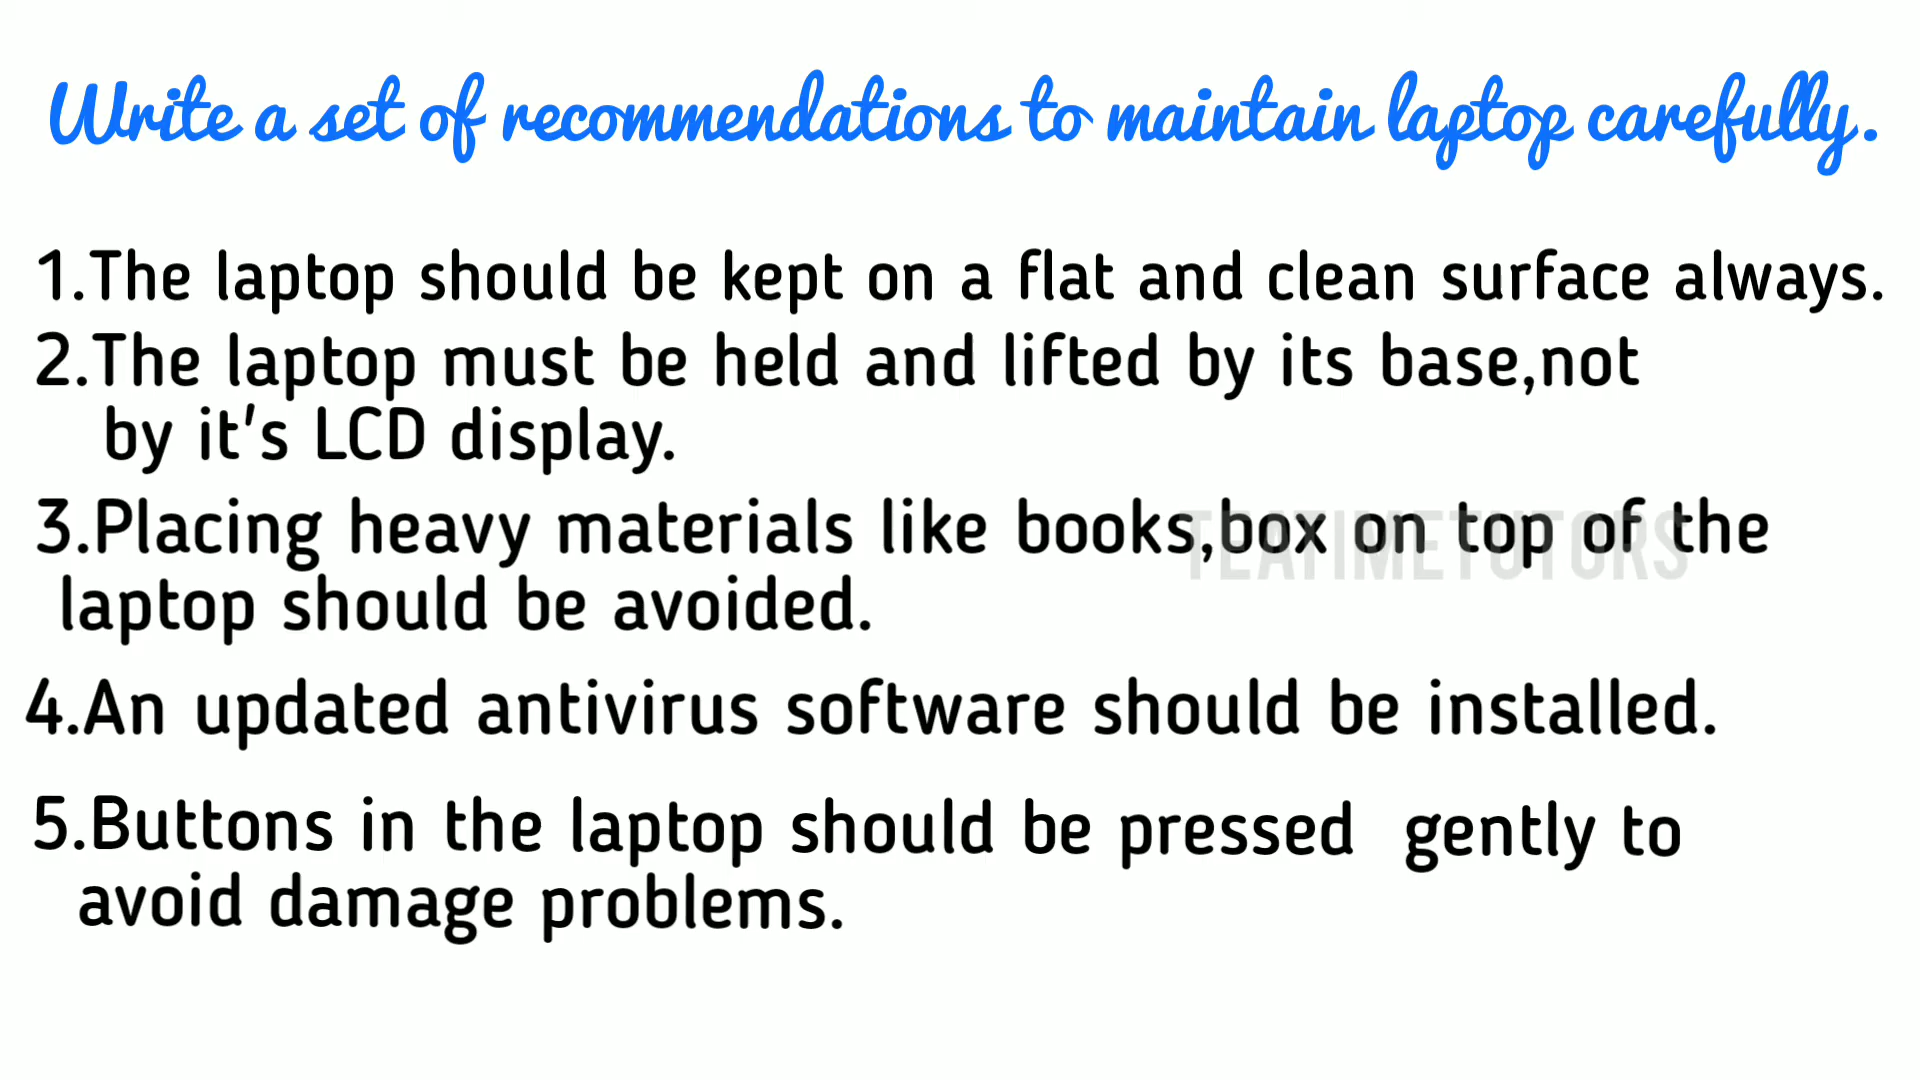 Write a set of recommendations to maintain laptop carefully.
1.The laptop should be kept on a flat and clean surface always.
2.The laptop must be held and lifted by its base,not
by it's LCD display.
3.Placing heavy materials like books,box on top of the
TEATIMETUTORS
laptop should be avoided.
4.An updated antivirus software should be installed.
5.Buttons in the laptop should be pressed gently to
avoid damage problems.